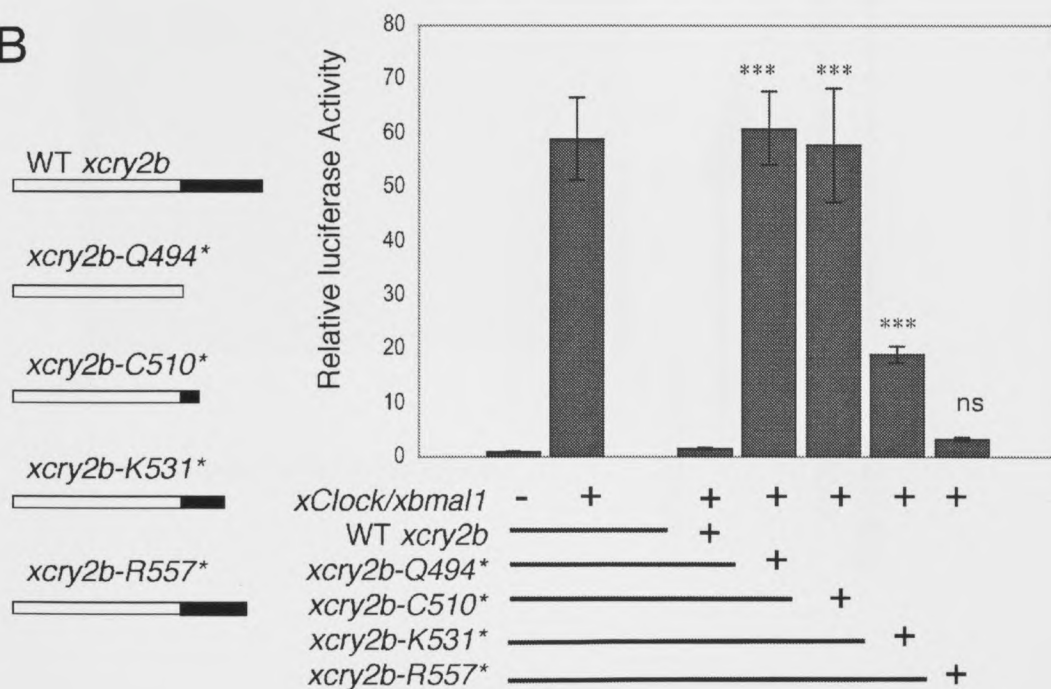 B
WT xcry2b
xcry2b-Q494*
xcry2b-C510*
xcry2b-K531*
xcry2b-R557*
Relative luciferase Activity
80
70
60
50
40
30
20
10
0
*** ***
***
ns
xClock/xbmal1 - + + + + + +
WT xcry2b +
xcry2b-Q494* +
xcry2b-C510* +
xcry2b-K531* +
xcry2b-R557* +